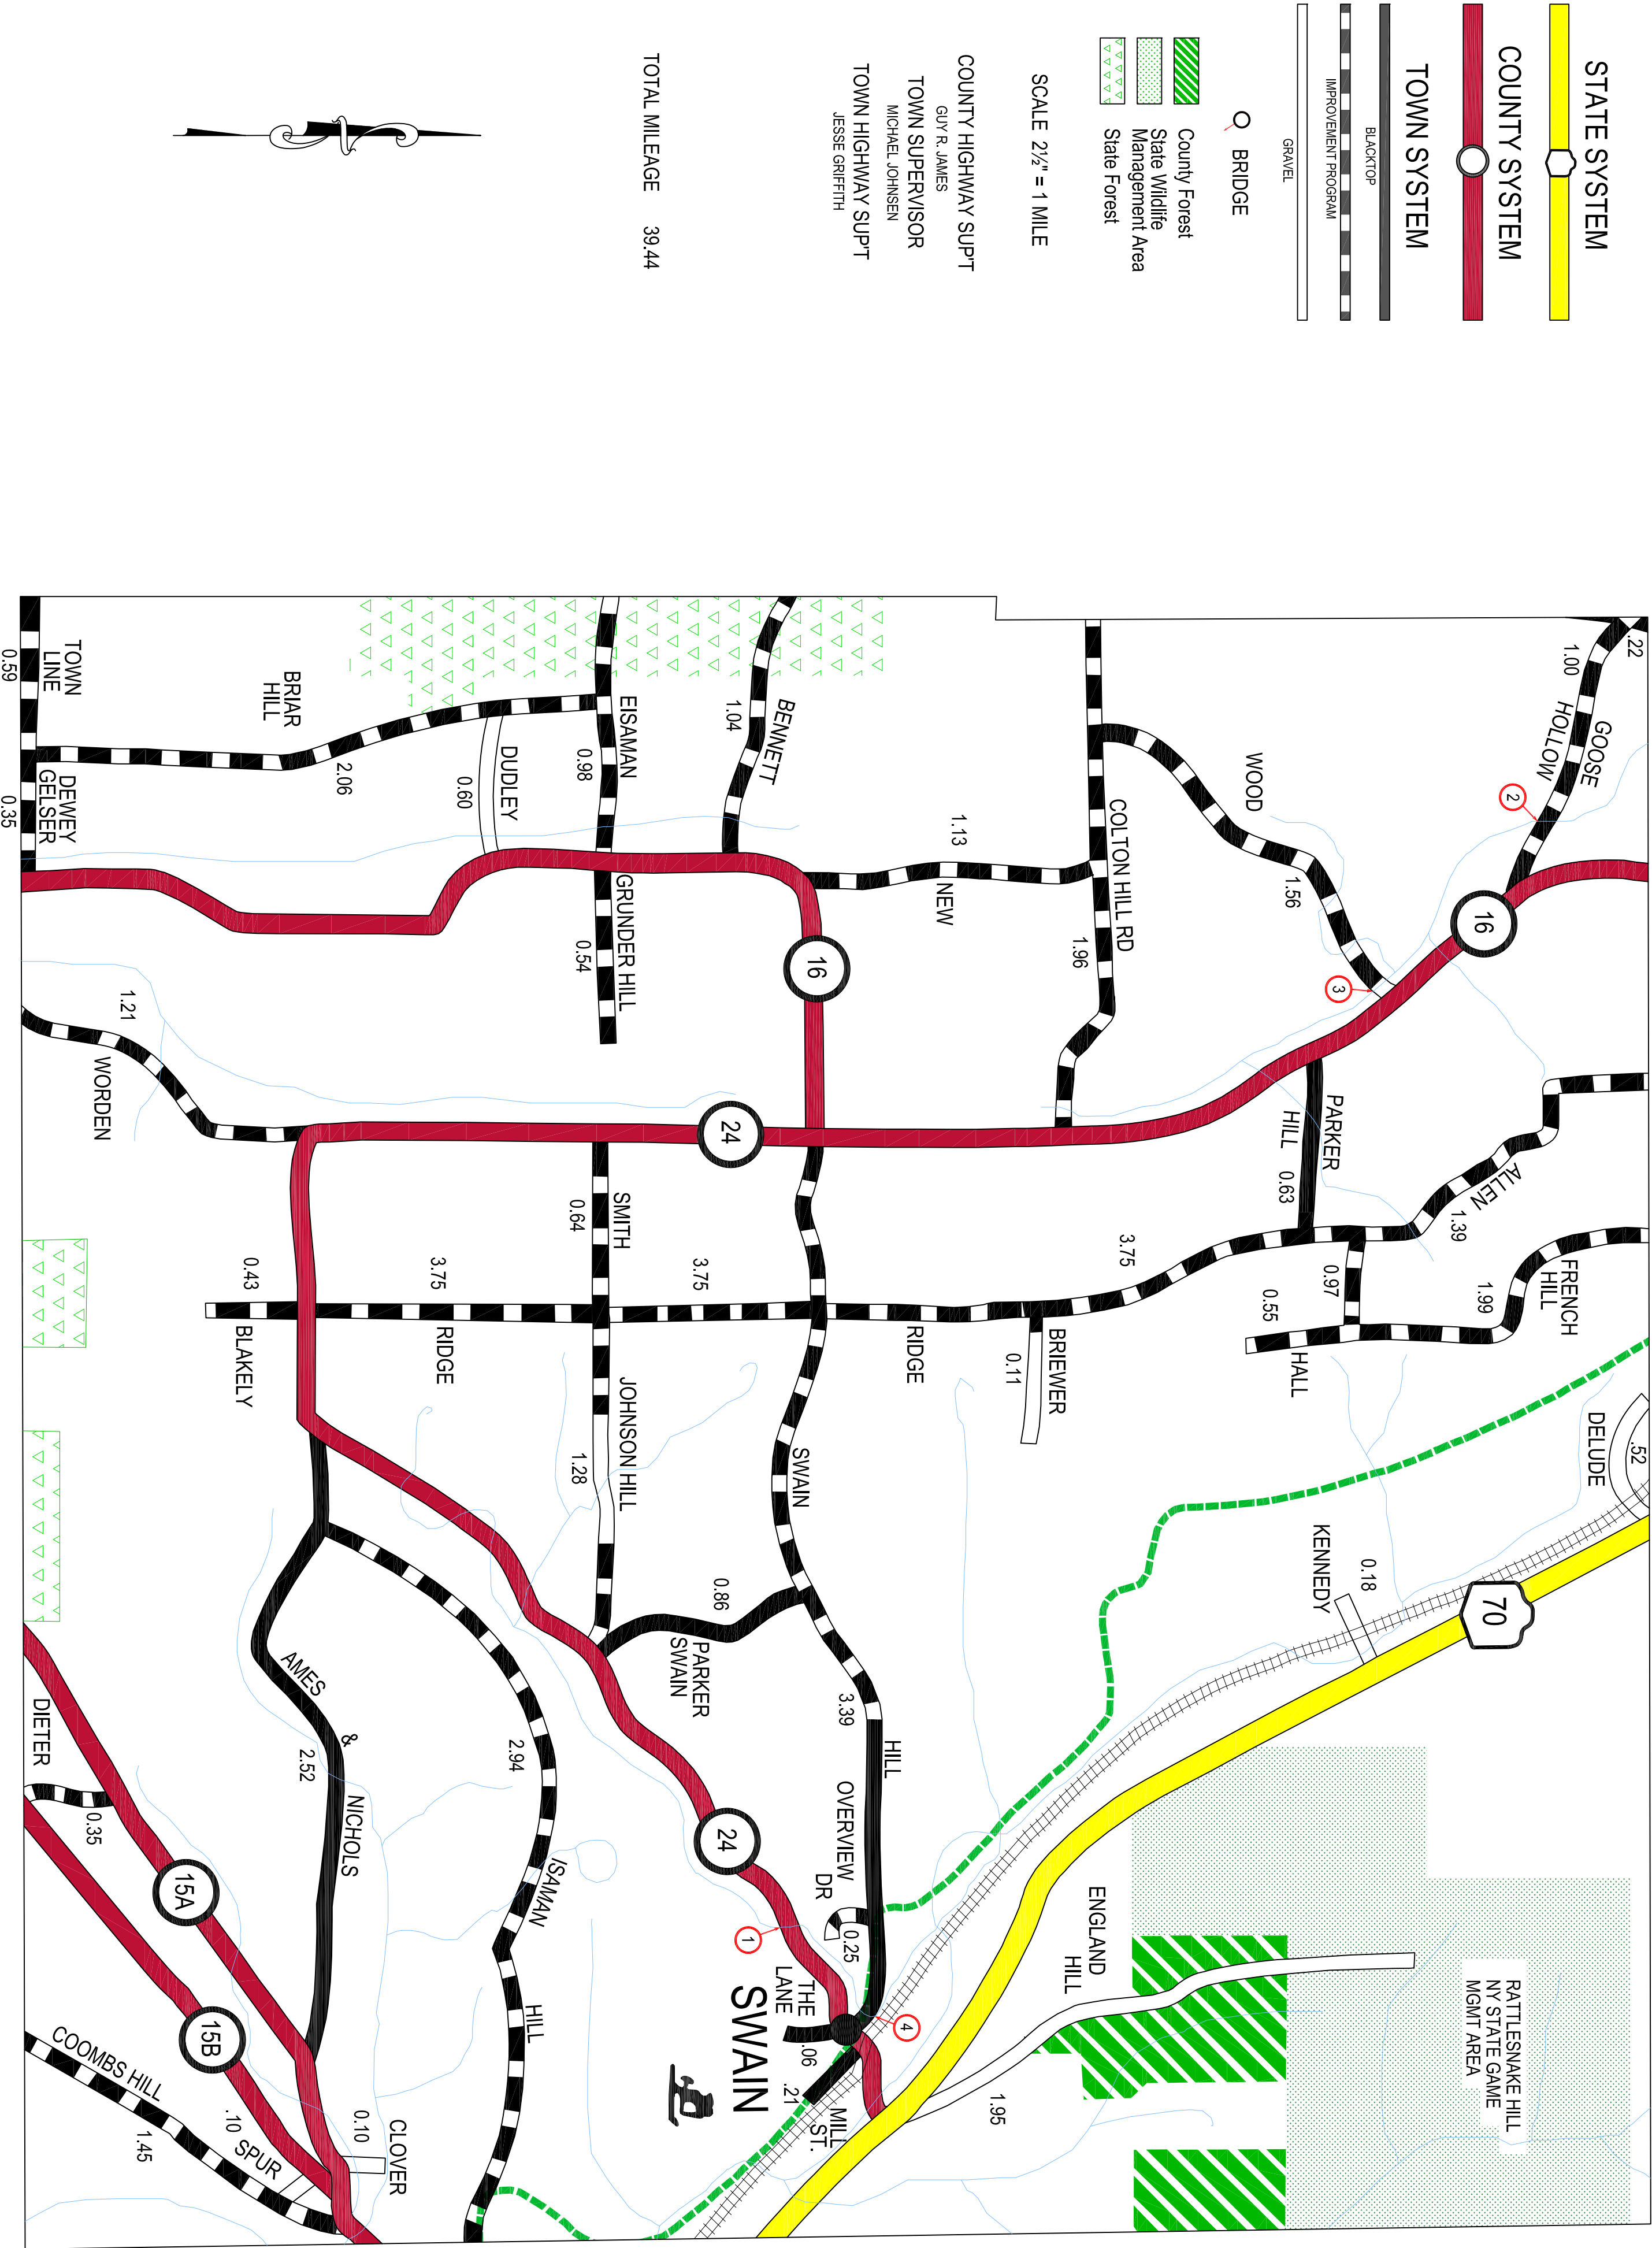 STATE SYSTEM
COUNTY SYSTEM
TOWN SYSTEM
BLACKTOP
IMPROVEMENT PROGRAM
GRAVEL
BRIDGE
County Forest
State Wildlife
Management Area
State Forest
SCALE 2½" = 1 MILE
COUNTY HIGHWAY SUP'T
GUY R. JAMES
TOWN SUPERVISOR
MICHAEL JOHNSEN
TOWN HIGHWAY SUP'T
JESSE GRIFFITH
TOTAL MILEAGE 39.44
.22
1.00
GOOSE
HOLLOW
2
16
WOOD
1.56
3
COLTON HILL RD
1.96
1.13
NEW
BENNETT
1.04
EISAMAN
0.98
GRUNDER HILL
0.54
DUDLEY
0.60
BRIAR
HILL
2.06
TOWN
LINE
0.59
DEWEY
GELSER
0.35
16
24
1.21
WORDEN
PARKER
HILL
0.63
ALLEN
1.39
FRENCH
HILL
1.99
0.97
0.55
HALL
3.75
BRIEWER
0.11
RIDGE
3.75
SMITH
0.64
3.75
RIDGE
0.43
BLAKELY
JOHNSON HILL
1.28
SWAIN
3.39
HILL
0.86
PARKER
SWAIN
OVERVIEW
DR
0.25
24
1
4
THE
LANE
.06
SWAIN
.21
MILL
ST.
DELUDE
.52
KENNEDY
0.18
70
ENGLAND
HILL
1.95
RATTLESNAKE HILL
NY STATE GAME
MGMT AREA
AMES
&
NICHOLS
2.52
2.94
ISAMAN
HILL
DIETER
0.35
15A
15B
COOMBS HILL
1.45
.10
SPUR
0.10
CLOVER